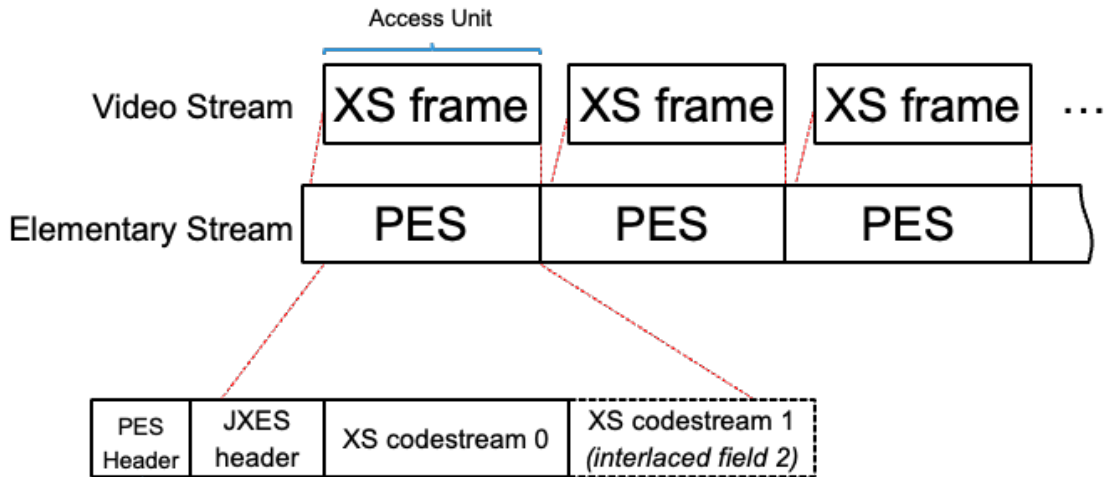 Access Unit
Video Stream
XS frame
XS frame
XS frame
...
Elementary Stream
PES
PES
PES
PES
Header
JXES
header
XS codestream 0
XS codestream 1
(interlaced field 2)